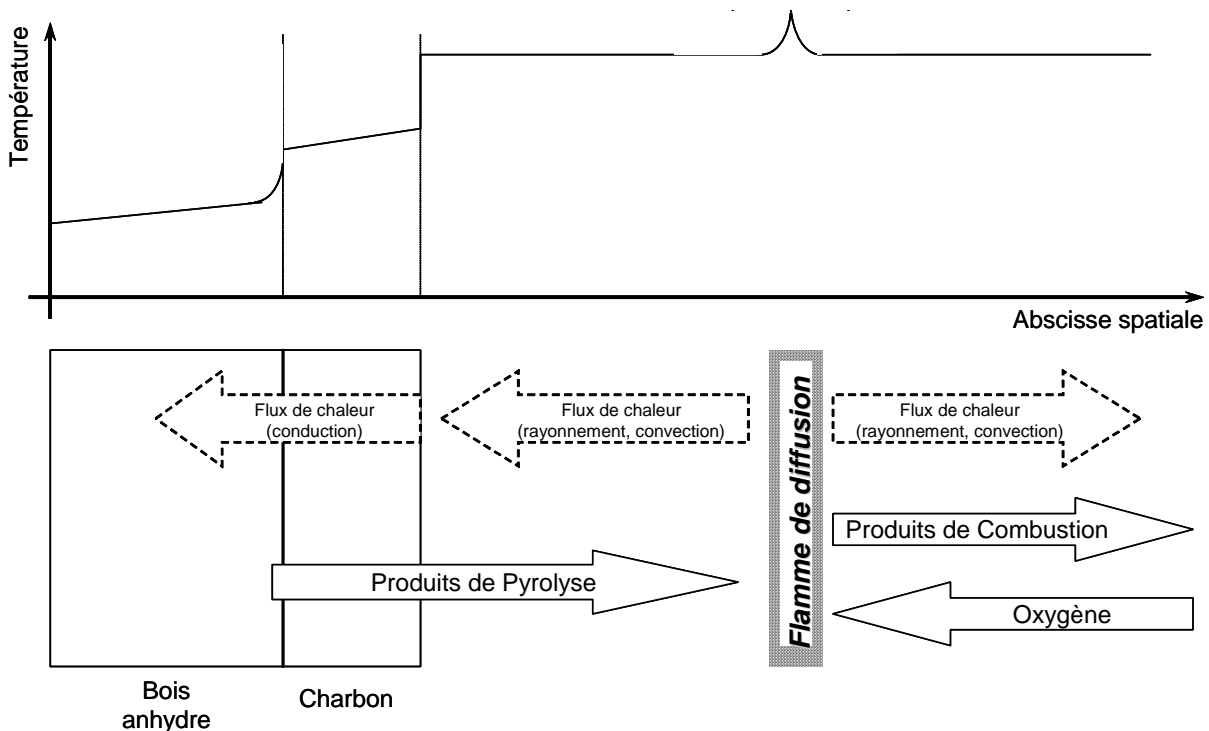 Température
Abscisse spatiale
Flux de chaleur
(conduction)
Flux de chaleur
(rayonnement, convection)
Flux de chaleur
(rayonnement, convection)
Flamme de diffusion
Produits de Combustion
Produits de Pyrolyse
Oxygène
Bois
anhydre
Charbon